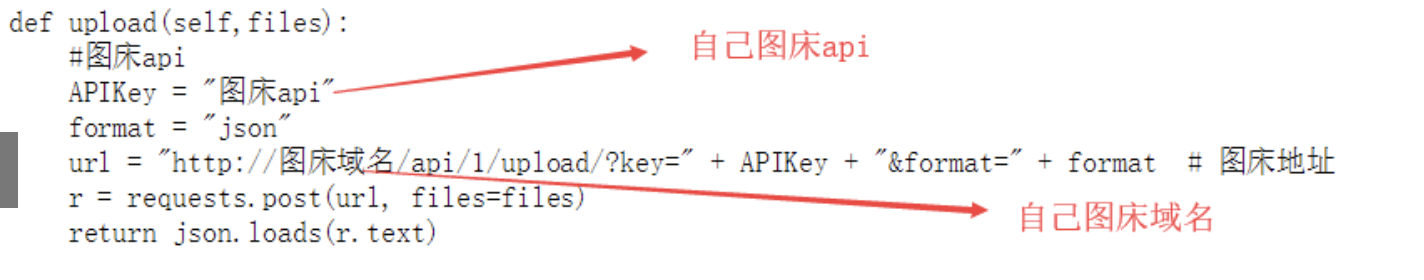 def upload(self,files):
自己图床api
#图床api
APIKey = "图床api"
format = "json"
url = "http://图床域名/api/1/upload/?key=" + APIKey + "&format=" + format # 图床地址
r = requests.post(url, files=files)
自己图床域名
return json.loads(r.text)